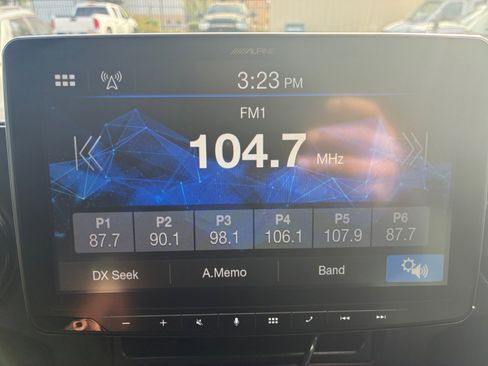 ALPINE
3:23 PM
FM1
104.7 MHz
P1 P2 P3 P4 P5 P6
87.7 90.1 98.1 106.1 107.9 87.7
DX Seek A.Memo Band